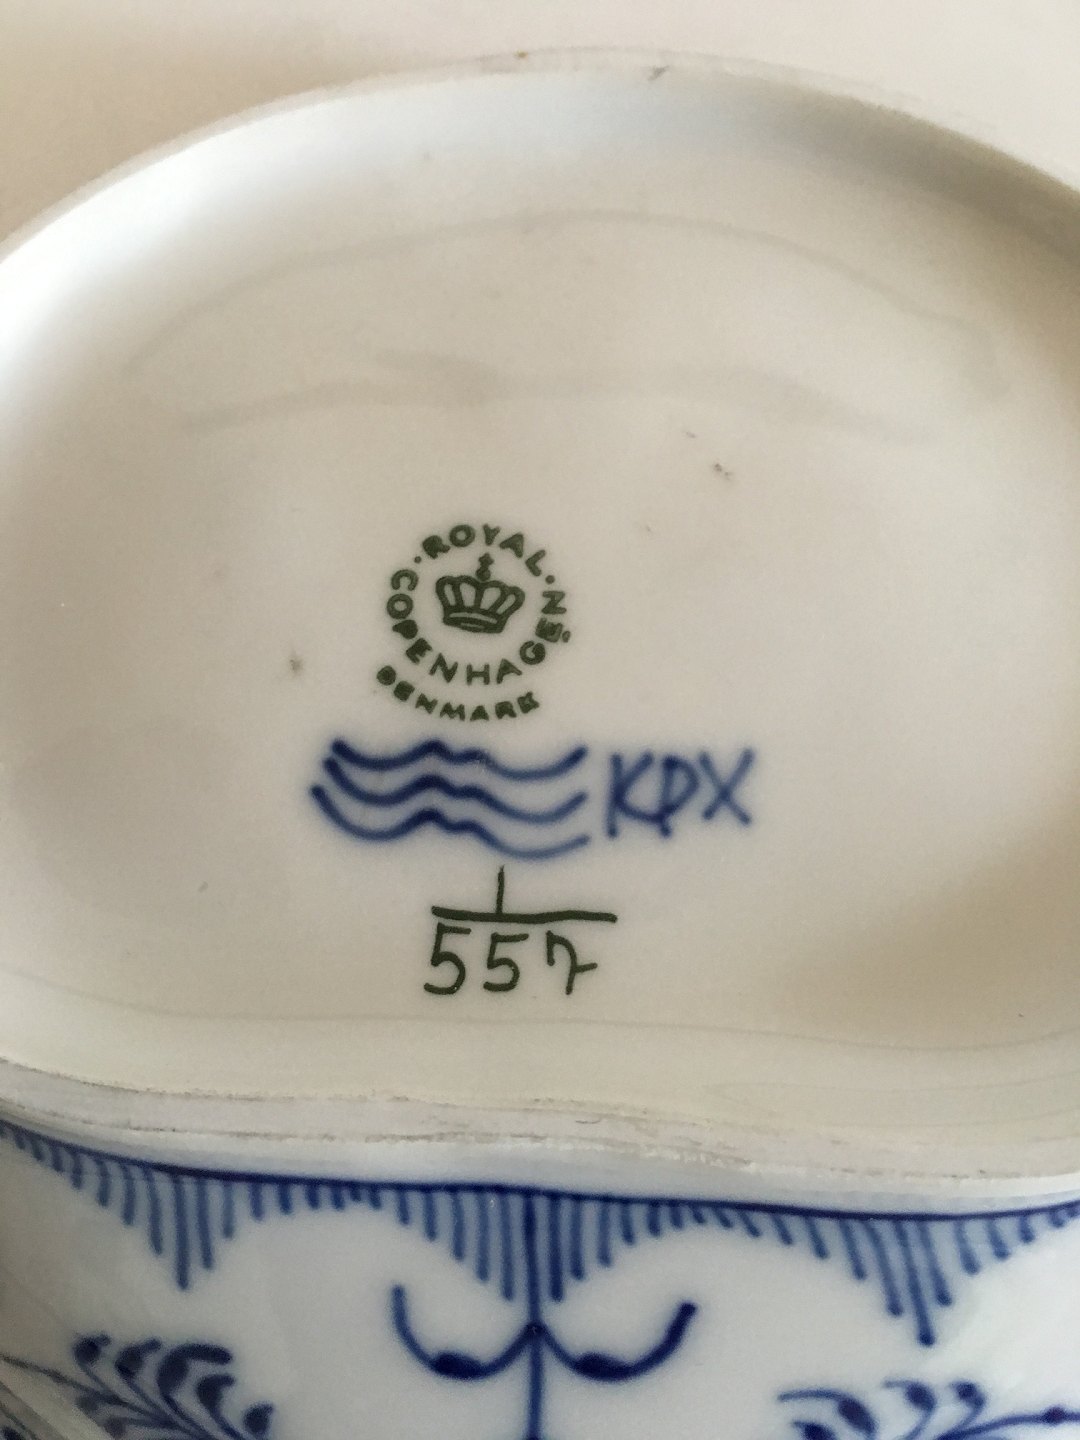 ROYAL
COPENHAGEN
DENMARK
KPX
1
557